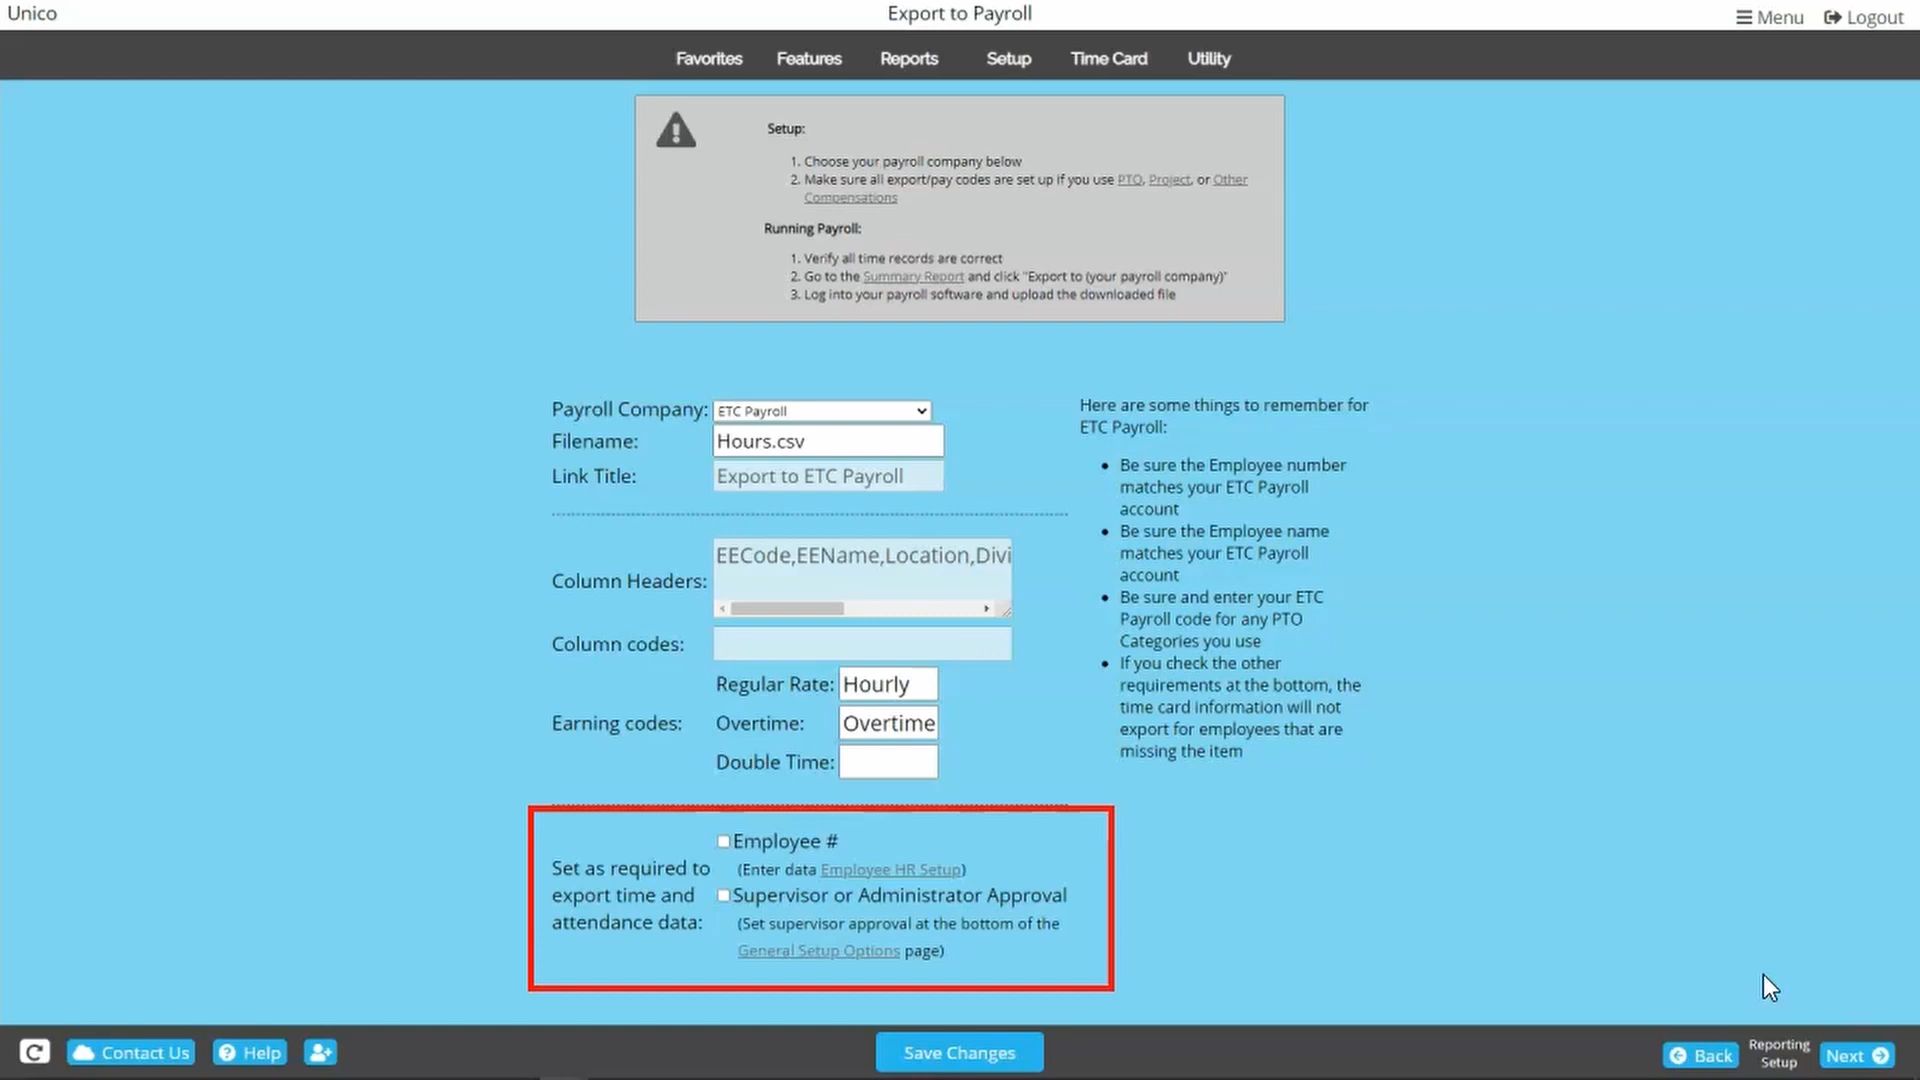 Unico
Export to Payroll
Menu
Logout
Favorites
Features
Reports
Setup
Time Card
Utility
Setup:
1. Choose your payroll company below
2. Make sure all export/pay codes are set up if you use PTO, Project, or Other
Compensations
Running Payroll:
1. Verify all time records are correct
2. Go to the Summary Report and click "Export to (your payroll company)"
3. Log into your payroll software and upload the downloaded file
Payroll Company: ETC Payroll
Filename: Hours.csv
Link Title: Export to ETC Payroll
Column Headers: EECode,EEName,Location,Divi
Column codes:
Earning codes:
Regular Rate: Hourly
Overtime: Overtime
Double Time:
Here are some things to remember for
ETC Payroll:
• Be sure the Employee number
matches your ETC Payroll
account
• Be sure the Employee name
matches your ETC Payroll
account
• Be sure and enter your ETC
Payroll code for any PTO
Categories you use
• If you check the other
requirements at the bottom, the
time card information will not
export for employees that are
missing the item
Set as required to
export time and
attendance data:
Employee #
(Enter data Employee HR Setup)
Supervisor or Administrator Approval
(Set supervisor approval at the bottom of the
General Setup Options page)
Contact Us
Help
Save Changes
Back
Reporting
Setup
Next